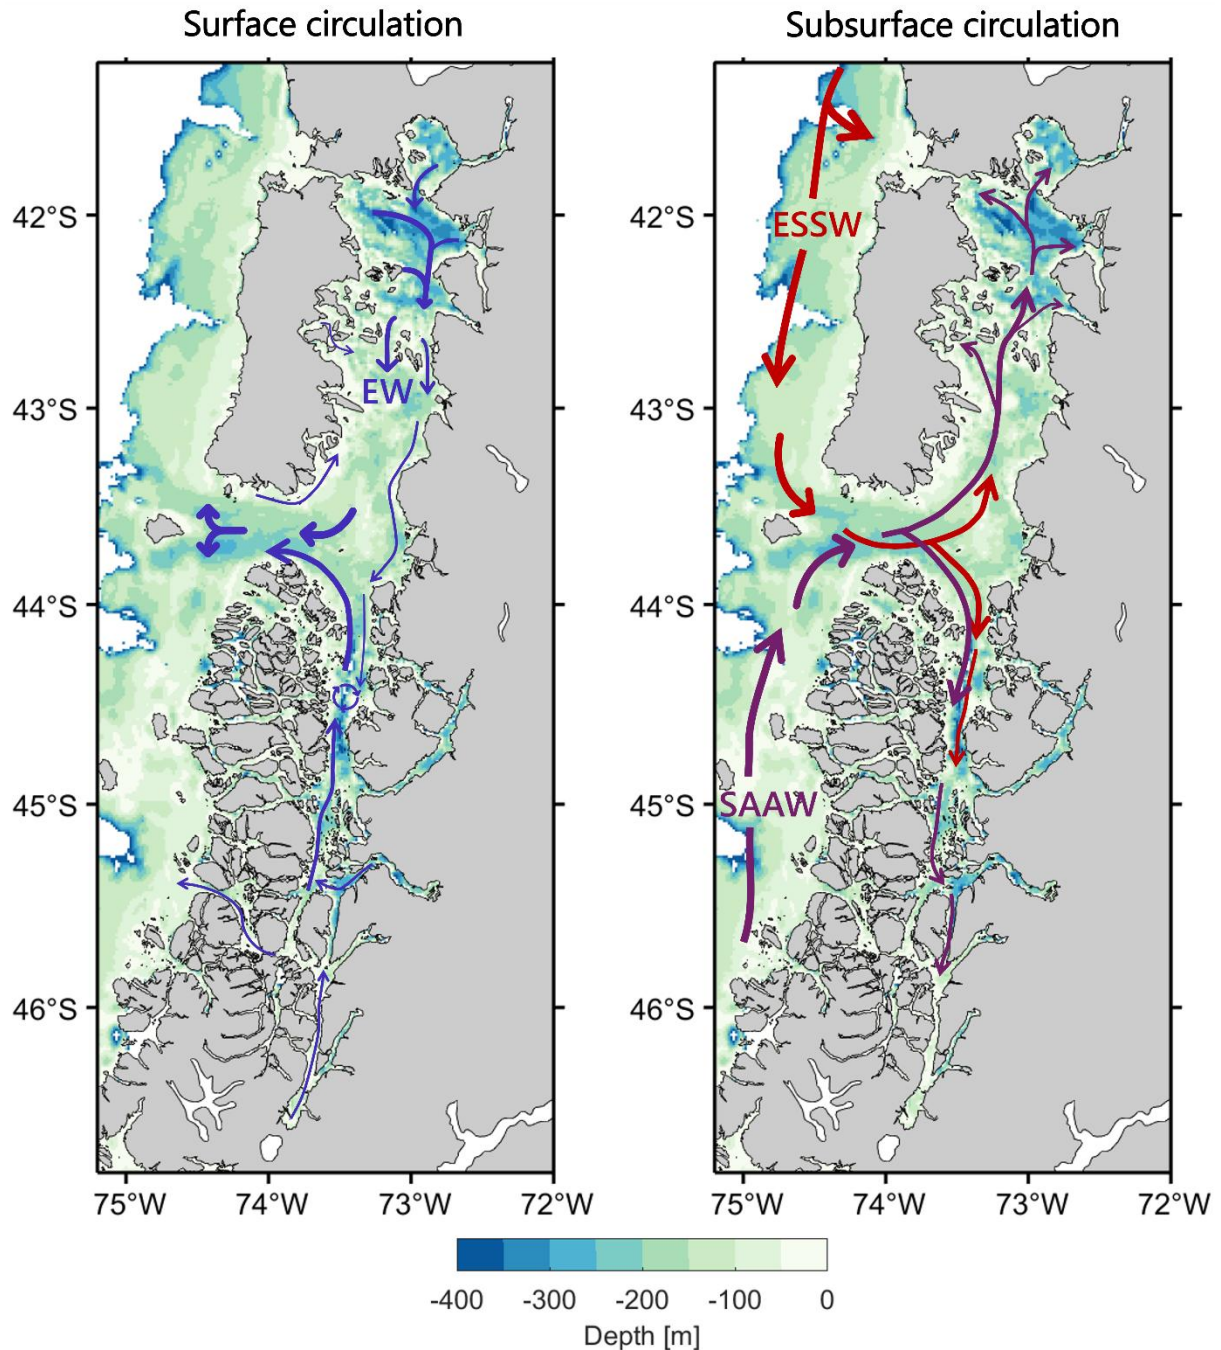 Surface circulation
Subsurface circulation
42°S
43°S
44°S
45°S
46°S
EW
75°W
74°W
73°W
72°W
42°S
43°S
44°S
45°S
46°S
ESSW
SAAW
75°W
74°W
73°W
72°W
-400
-300
-200
-100
0
Depth [m]